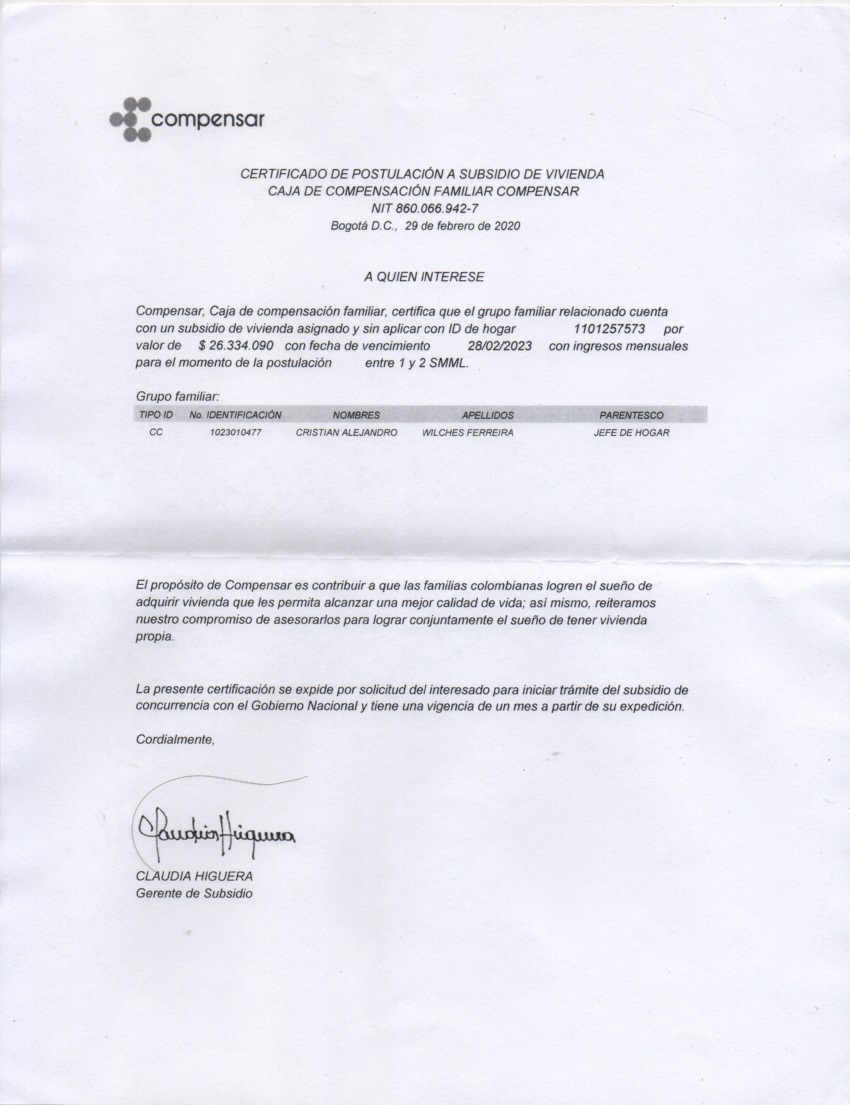 compensar
CERTIFICADO DE POSTULACIÓN A SUBSIDIO DE VIVIENDA
CAJA DE COMPENSACIÓN FAMILIAR COMPENSAR
NIT 860.066.942-7
Bogotá D.C., 29 de febrero de 2020
A QUIEN INTERESE
Compensar, Caja de compensación familiar, certifica que el grupo familiar relacionado cuenta
con un subsidio de vivienda asignado y sin aplicar con ID de hogar 1101257573 por
valor de $ 26.334.090 con fecha de vencimiento 28/02/2023 con ingresos mensuales
para el momento de la postulación entre 1 y 2 SMML.
Grupo familiar:
TIPO ID No. IDENTIFICACIÓN NOMBRES APELLIDOS PARENTESCO
CC 1023010477 CRISTIAN ALEJANDRO WILCHES FERREIRA JEFE DE HOGAR
El propósito de Compensar es contribuir a que las familias colombianas logren el sueño de
adquirir vivienda que les permita alcanzar una mejor calidad de vida; así mismo, reiteramos
nuestro compromiso de asesorarlos para lograr conjuntamente el sueño de tener vivienda
propia.
La presente certificación se expide por solicitud del interesado para iniciar trámite del subsidio de
concurrencia con el Gobierno Nacional y tiene una vigencia de un mes a partir de su expedición.
Cordialmente,
Claudia Higuera
CLAUDIA HIGUERA
Gerente de Subsidio